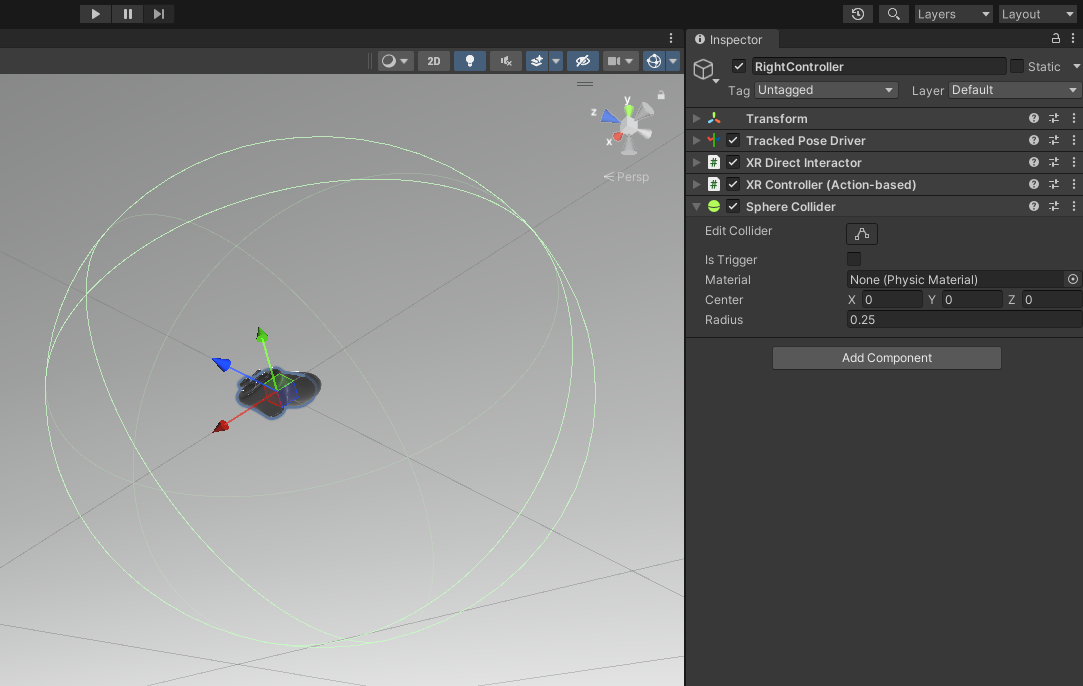 Layers Layout
Inspector
2D
RightController Static
Tag Untagged Layer Default
y
z
x
Persp
Transform
Tracked Pose Driver
# XR Direct Interactor
# XR Controller (Action-based)
Sphere Collider
Edit Collider
Is Trigger
Material None (Physic Material)
Center X 0 Y 0 Z 0
Radius 0.25
Add Component